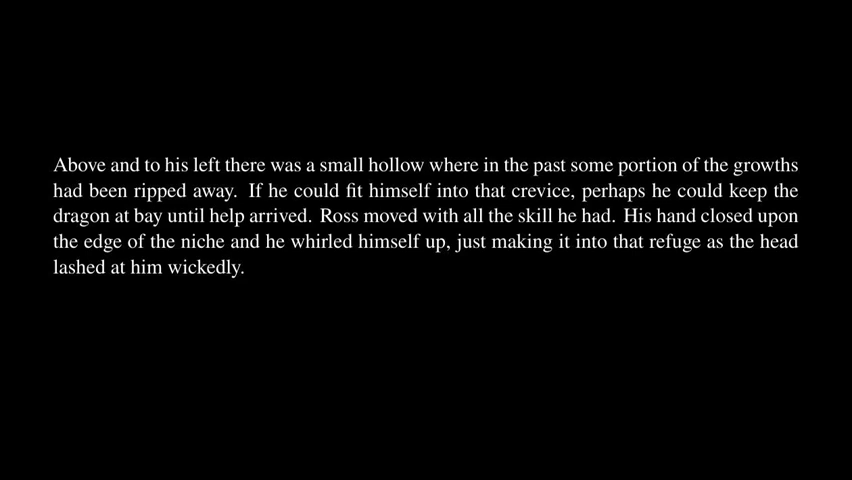 Above and to his left there was a small hollow where in the past some portion of the growths
had been ripped away. If he could fit himself into that crevice, perhaps he could keep the
dragon at bay until help arrived. Ross moved with all the skill he had. His hand closed upon
the edge of the niche and he whirled himself up, just making it into that refuge as the head
lashed at him wickedly.